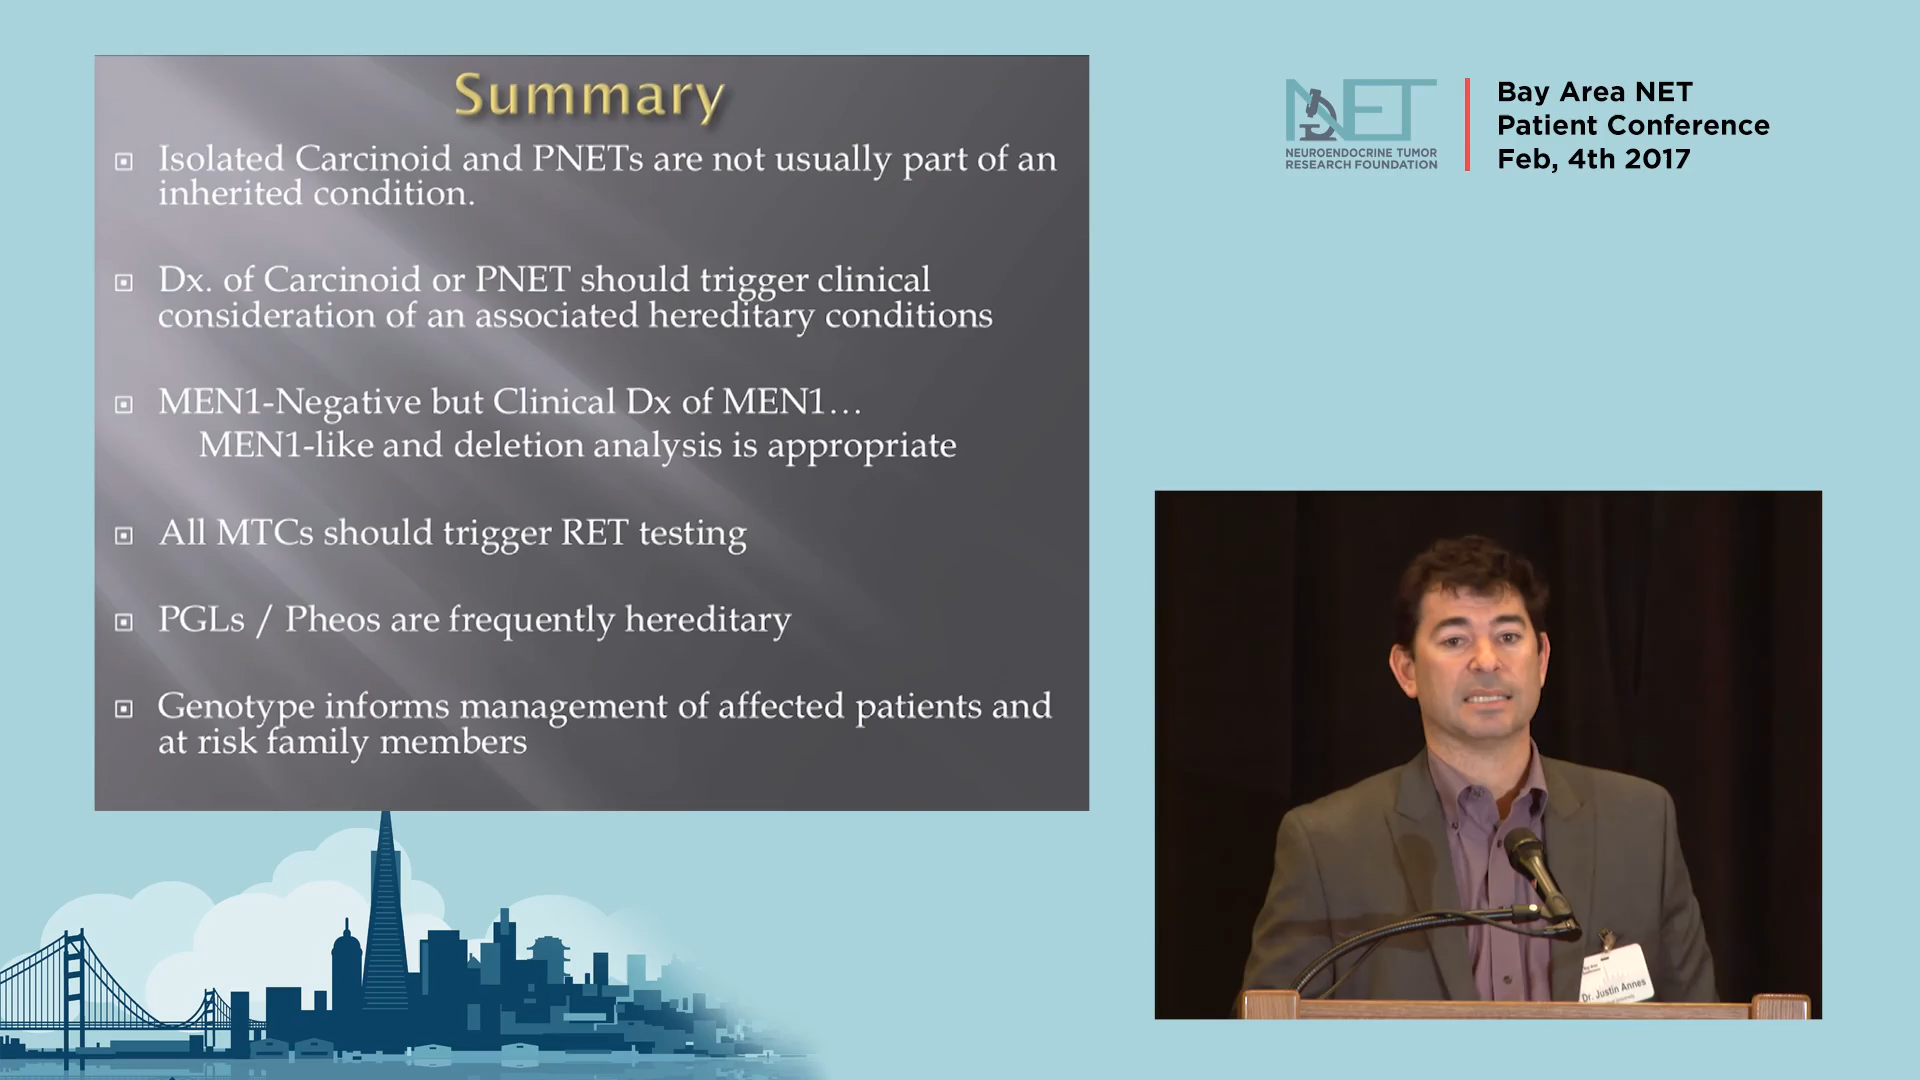 Summary
Isolated Carcinoid and PNETs are not usually part of an
inherited condition.
Dx. of Carcinoid or PNET should trigger clinical
consideration of an associated hereditary conditions
MEN1-Negative but Clinical Dx of MEN1...
MEN1-like and deletion analysis is appropriate
All MTCs should trigger RET testing
PGLs / Pheos are frequently hereditary
Genotype informs management of affected patients and
at risk family members
NET
NEUROENDOCRINE TUMOR
RESEARCH FOUNDATION
Bay Area NET
Patient Conference
Feb, 4th 2017
Dr. Justin Annes